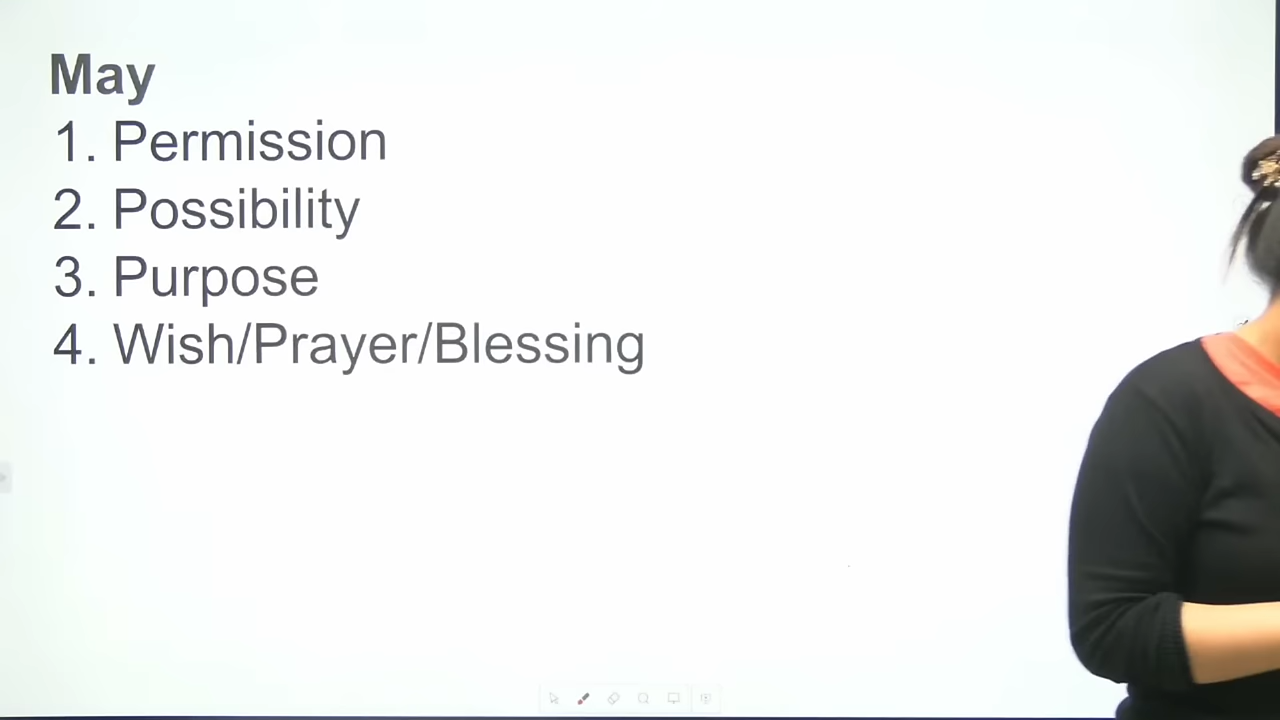 May
1. Permission
2. Possibility
3. Purpose
4. Wish/Prayer/Blessing